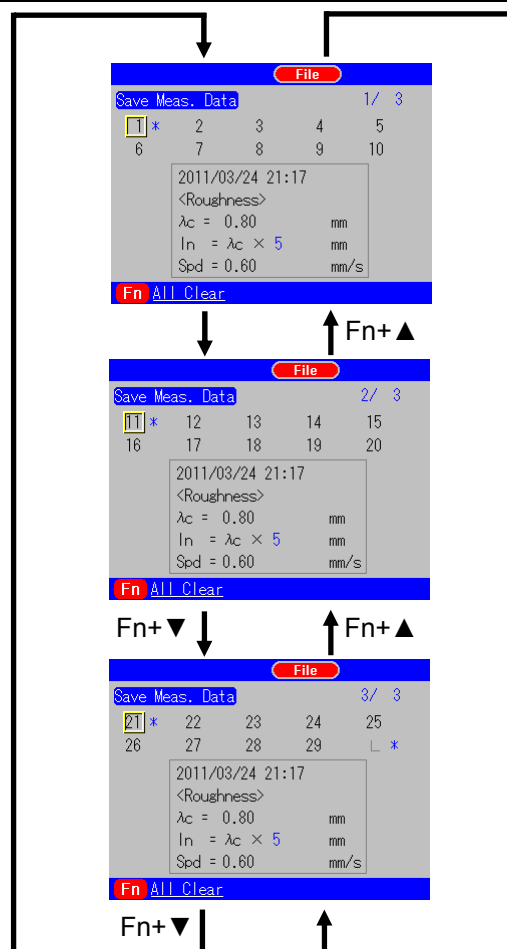 File
Save Meas. Data 1/ 3
1 * 2 3 4 5
6 7 8 9 10
2011/03/24 21:17
<Roughness>
λc = 0.80 mm
ln = λc × 5 mm
Spd = 0.60 mm/s
Fn All Clear
Fn+▲
File
Save Meas. Data 2/ 3
11 * 12 13 14 15
16 17 18 19 20
2011/03/24 21:17
<Roughness>
λc = 0.80 mm
ln = λc × 5 mm
Spd = 0.60 mm/s
Fn All Clear
Fn+▼ Fn+▲
File
Save Meas. Data 3/ 3
21 * 22 23 24 25
26 27 28 29 L *
2011/03/24 21:17
<Roughness>
λc = 0.80 mm
ln = λc × 5 mm
Spd = 0.60 mm/s
Fn All Clear
Fn+▼